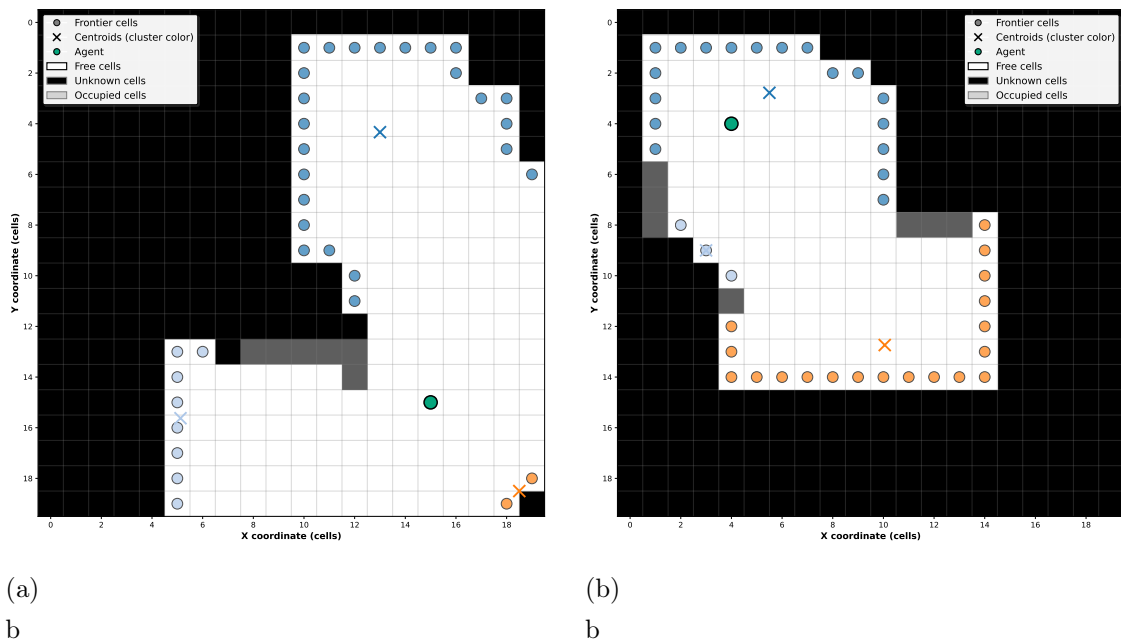 Frontier cells
Centroids (cluster color)
Agent
Free cells
Unknown cells
Occupied cells
0
2
4
6
8
10
12
14
16
18
Y coordinate (cells)
0 2 4 6 8 10 12 14 16 18
X coordinate (cells)
Frontier cells
Centroids (cluster color)
Agent
Free cells
Unknown cells
Occupied cells
0
2
4
6
8
10
12
14
16
18
Y coordinate (cells)
0 2 4 6 8 10 12 14 16 18
X coordinate (cells)
(a) (b)
b b